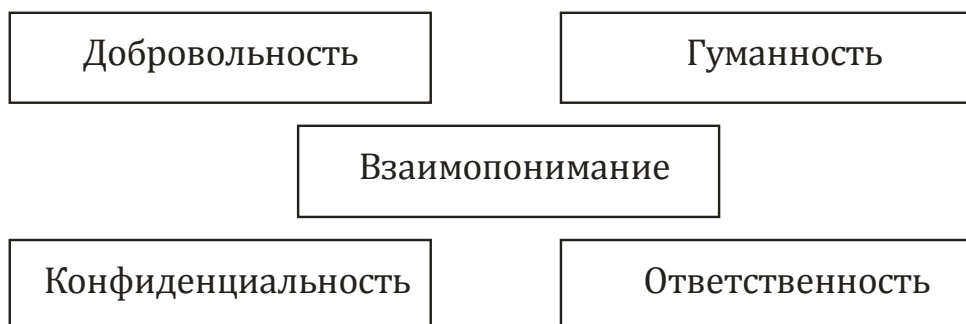 Добровольность
Гуманность
Взаимопонимание
Конфиденциальность
Ответственность